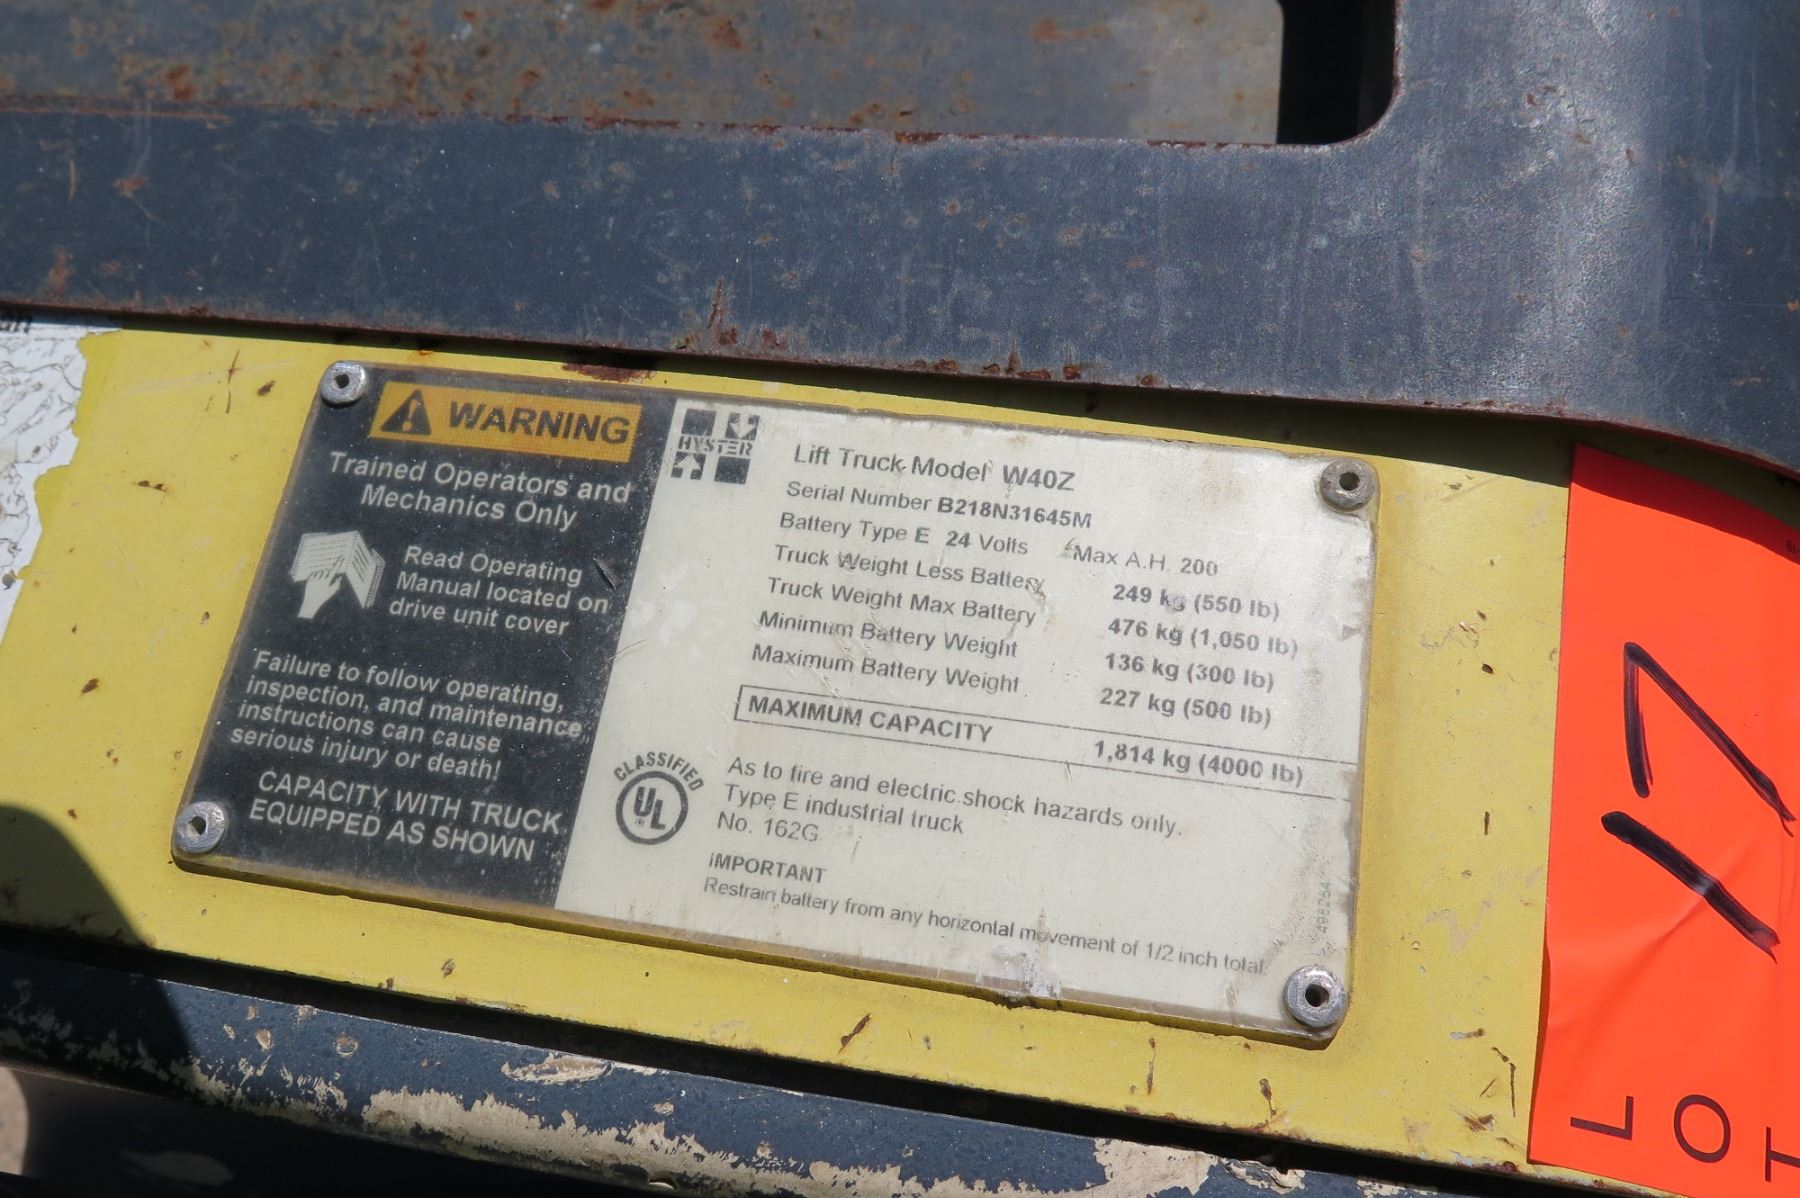 WARNING
Trained Operators and
Mechanics Only
Read Operating
Manual located on
drive unit cover
Failure to follow operating,
inspection, and maintenance
instructions can cause
serious injury or death!
CAPACITY WITH TRUCK
EQUIPPED AS SHOWN
HYSTER
Lift Truck Model W40Z
Serial Number B218N31645M
Battery Type E 24 Volts Max A.H. 200
Truck Weight Less Battery 249 kg (550 lb)
Truck Weight Max Battery 476 kg (1,050 lb)
Minimum Battery Weight 136 kg (300 lb)
Maximum Battery Weight 227 kg (500 lb)
MAXIMUM CAPACITY 1,814 kg (4000 lb)
CLASSIFIED
UL
As to fire and electric shock hazards only.
Type E industrial truck
No. 162G
IMPORTANT
Restrain battery from any horizontal movement of 1/2 inch total.
17
LOT